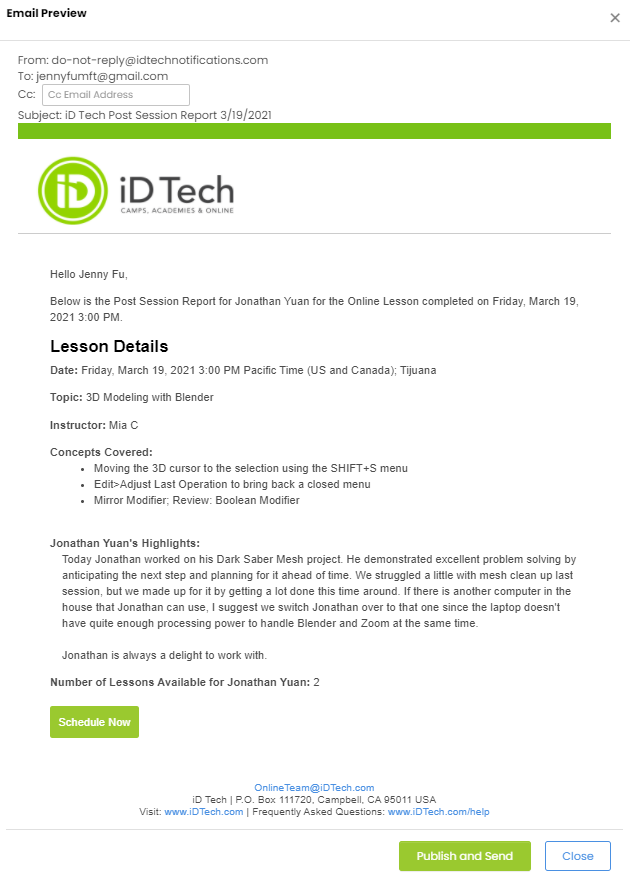 Email Preview
From: do-not-reply@idtechnotifications.com
To: jennyfumft@gmail.com
Cc: Cc Email Address
Subject: iD Tech Post Session Report 3/19/2021
iD iD Tech
CAMPS, ACADEMIES & ONLINE
Hello Jenny Fu,
Below is the Post Session Report for Jonathan Yuan for the Online Lesson completed on Friday, March 19,
2021 3:00 PM.
Lesson Details
Date: Friday, March 19, 2021 3:00 PM Pacific Time (US and Canada); Tijuana
Topic: 3D Modeling with Blender
Instructor: Mia C
Concepts Covered:
• Moving the 3D cursor to the selection using the SHIFT+S menu
• Edit>Adjust Last Operation to bring back a closed menu
• Mirror Modifier; Review: Boolean Modifier
Jonathan Yuan's Highlights:
Today Jonathan worked on his Dark Saber Mesh project. He demonstrated excellent problem solving by
anticipating the next step and planning for it ahead of time. We struggled a little with mesh clean up last
session, but we made up for it by getting a lot done this time around. If there is another computer in the
house that Jonathan can use, I suggest we switch Jonathan over to that one since the laptop doesn't
have quite enough processing power to handle Blender and Zoom at the same time.
Jonathan is always a delight to work with.
Number of Lessons Available for Jonathan Yuan: 2
Schedule Now
OnlineTeam@iDTech.com
iD Tech | P.O. Box 111720, Campbell, CA 95011 USA
Visit: www.iDTech.com | Frequently Asked Questions: www.iDTech.com/help
Publish and Send Close